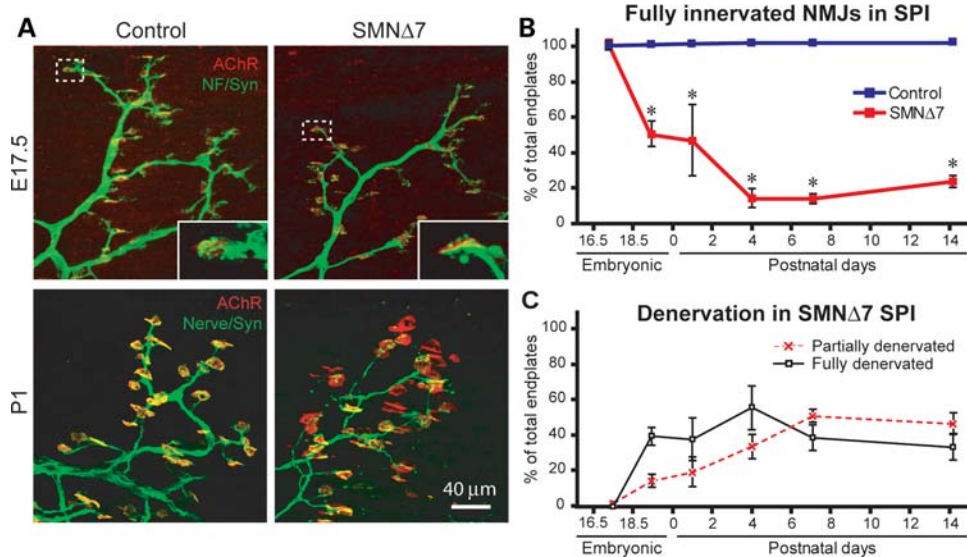 A
Control
SMNΔ7
E17.5
AChR
NF/Syn
P1
AChR
Nerve/Syn
40 μm
B
Fully innervated NMJs in SPI
% of total endplates
100
80
60
40
20
0
Control
SMNΔ7
*
*
*
*
*
16.5 18.5 0 2 4 6 8 10 12 14
Embryonic
Postnatal days
C
Denervation in SMNΔ7 SPI
% of total endplates
100
80
60
40
20
0
Partially denervated
Fully denervated
16.5 18.5 0 2 4 6 8 10 12 14
Embryonic
Postnatal days